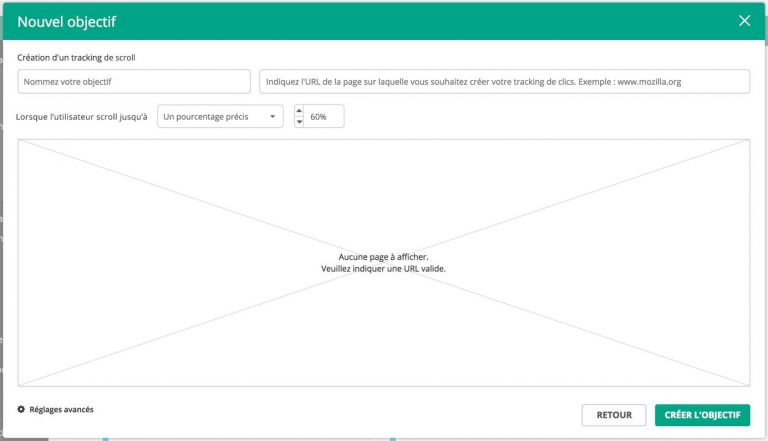 Nouvel objectif
Création d'un tracking de scroll
Nommez votre objectif
Indiquez l'URL de la page sur laquelle vous souhaitez créer votre tracking de clics. Exemple : www.mozilla.org
Lorsque l'utilisateur scroll jusqu'à
Un pourcentage précis
60%
Aucune page à afficher.
Veuillez indiquer une URL valide.
Réglages avancés
RETOUR
CRÉER L'OBJECTIF